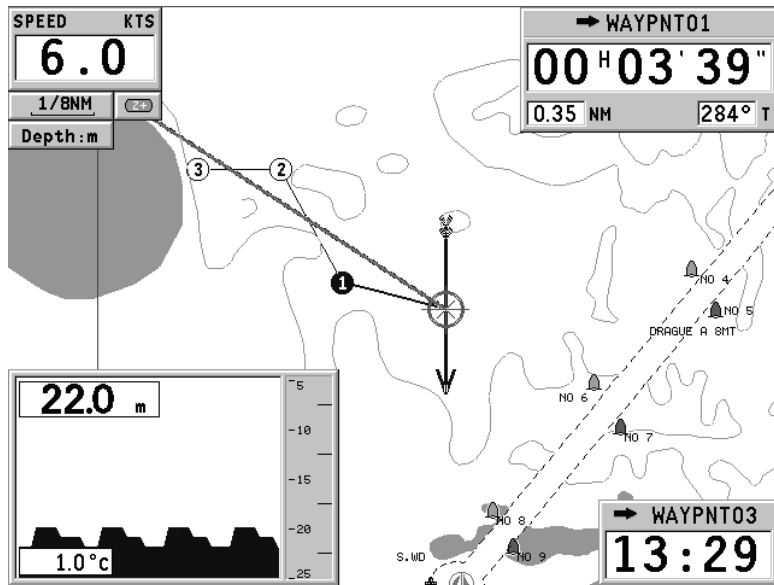 SPEED KTS
6.0
1/8NM Z+
Depth:m
WAYPNT01
00 H 03 ' 39 "
0.35 NM 284° T
3
2
1
NO 4
NO 5
DRAGUE A 8MT
NO 6
NO 7
NO 8
NO 9
S.WD
22.0 m
-5
-10
-15
-20
-25
1.0°c
WAYPNT03
13:29